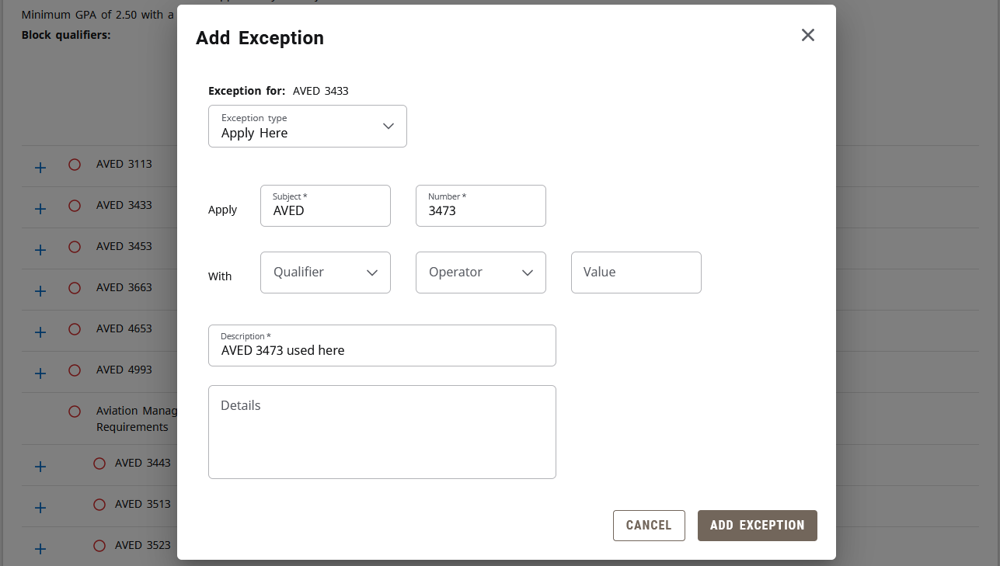 Minimum GPA of 2.50 with a
Block qualifiers:
Add Exception
Exception for: AVED 3433
Exception type
Apply Here
Apply
Subject *
AVED
Number *
3473
With
Qualifier
Operator
Value
Description *
AVED 3473 used here
Details
CANCEL
ADD EXCEPTION
AVED 3113
AVED 3433
AVED 3453
AVED 3663
AVED 4653
AVED 4993
Aviation Manag
Requirements
AVED 3443
AVED 3513
AVED 3523